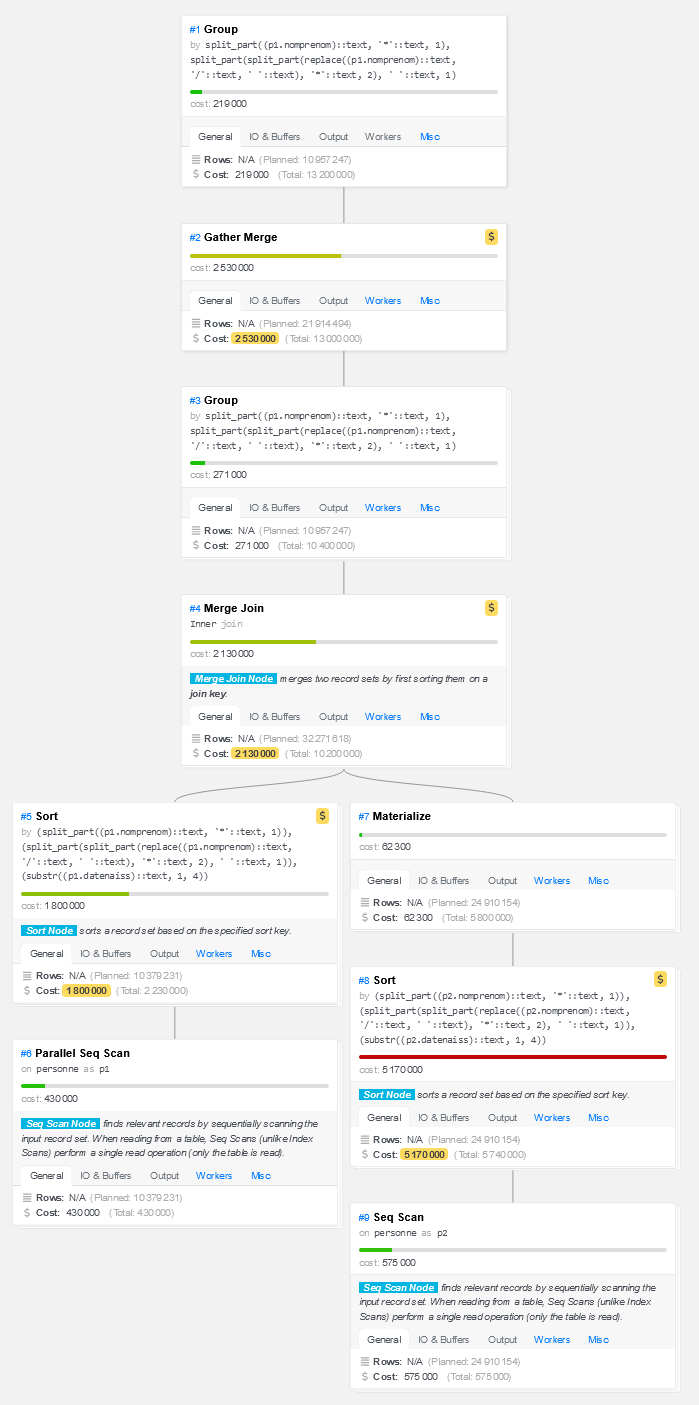 #1 Group
by split_part((p1.nomprenom)::text, '*'::text, 1),
split_part(split_part(replace((p1.nomprenom)::text,
'/'::text, ' '::text), '*'::text, 2), ' '::text, 1)
cost: 219 000
General IO & Buffers Output Workers Misc
Rows: N/A (Planned: 10 957 247)
$ Cost: 219 000 (Total: 13 200 000)
#2 Gather Merge $
cost: 2 530 000
General IO & Buffers Output Workers Misc
Rows: N/A (Planned: 21 914 494)
$ Cost: 2 530 000 (Total: 13 000 000)
#3 Group
by split_part((p1.nomprenom)::text, '*'::text, 1),
split_part(split_part(replace((p1.nomprenom)::text,
'/'::text, ' '::text), '*'::text, 2), ' '::text, 1)
cost: 271 000
General IO & Buffers Output Workers Misc
Rows: N/A (Planned: 10 957 247)
$ Cost: 271 000 (Total: 10 400 000)
#4 Merge Join $
Inner join
cost: 2 130 000
Merge Join Node merges two record sets by first sorting them on a
join key.
General IO & Buffers Output Workers Misc
Rows: N/A (Planned: 32 271 618)
$ Cost: 2 130 000 (Total: 10 200 000)
#5 Sort $
by (split_part((p1.nomprenom)::text, '*'::text, 1)),
(split_part(split_part(replace((p1.nomprenom)::text,
'/'::text, ' '::text), '*'::text, 2), ' '::text, 1)),
(substr((p1.datenaiss)::text, 1, 4))
cost: 1 800 000
Sort Node sorts a record set based on the specified sort key.
General IO & Buffers Output Workers Misc
Rows: N/A (Planned: 10 379 231)
$ Cost: 1 800 000 (Total: 2 230 000)
#6 Parallel Seq Scan
on personne as p1
cost: 430 000
Seq Scan Node finds relevant records by sequentially scanning the
input record set. When reading from a table, Seq Scans (unlike Index
Scans) perform a single read operation (only the table is read).
General IO & Buffers Output Workers Misc
Rows: N/A (Planned: 10 379 231)
$ Cost: 430 000 (Total: 430 000)
#7 Materialize
cost: 62 300
General IO & Buffers Output Workers Misc
Rows: N/A (Planned: 24 910 154)
$ Cost: 62 300 (Total: 5 800 000)
#8 Sort $
by (split_part((p2.nomprenom)::text, '*'::text, 1)),
(split_part(split_part(replace((p2.nomprenom)::text,
'/'::text, ' '::text), '*'::text, 2), ' '::text, 1)),
(substr((p2.datenaiss)::text, 1, 4))
cost: 5 170 000
Sort Node sorts a record set based on the specified sort key.
General IO & Buffers Output Workers Misc
Rows: N/A (Planned: 24 910 154)
$ Cost: 5 170 000 (Total: 5 740 000)
#9 Seq Scan
on personne as p2
cost: 575 000
Seq Scan Node finds relevant records by sequentially scanning the
input record set. When reading from a table, Seq Scans (unlike Index
Scans) perform a single read operation (only the table is read).
General IO & Buffers Output Workers Misc
Rows: N/A (Planned: 24 910 154)
$ Cost: 575 000 (Total: 575 000)